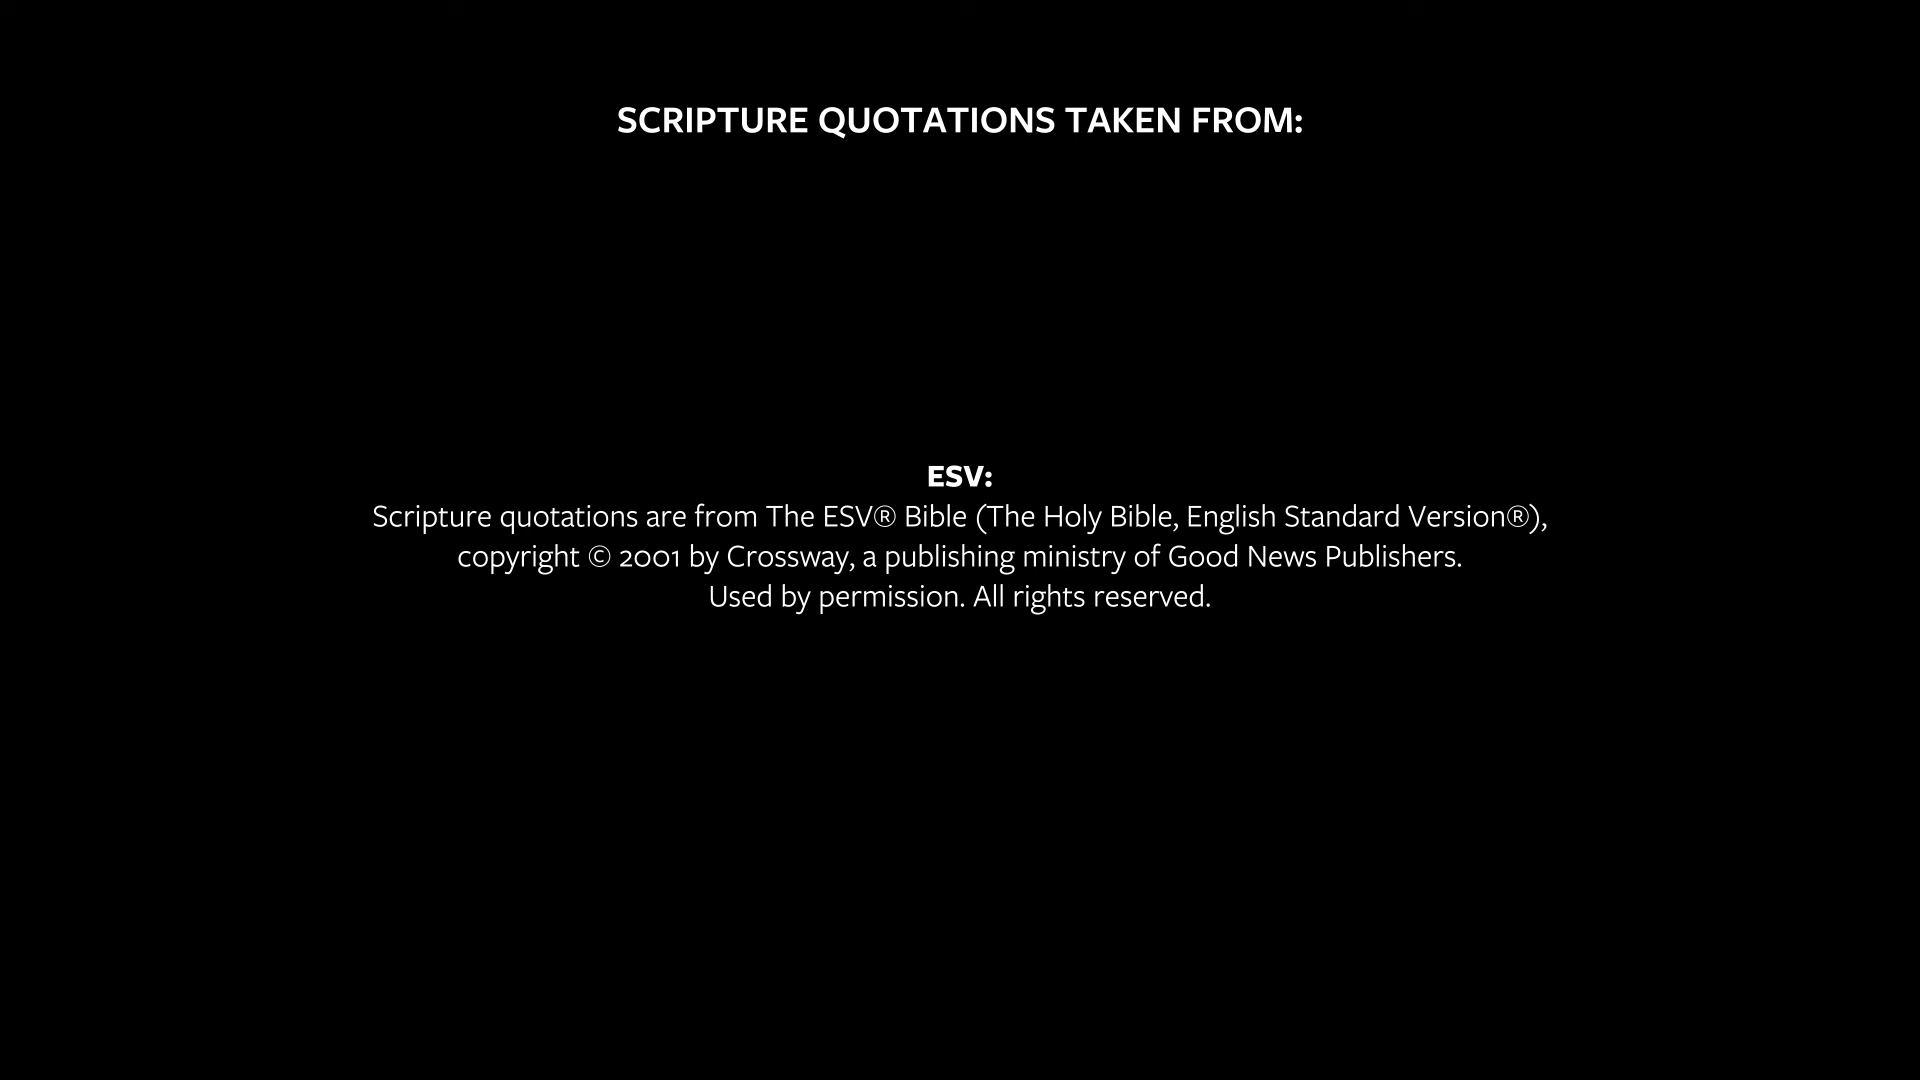 SCRIPTURE QUOTATIONS TAKEN FROM:
ESV:
Scripture quotations are from The ESV® Bible (The Holy Bible, English Standard Version®),
copyright © 2001 by Crossway, a publishing ministry of Good News Publishers.
Used by permission. All rights reserved.